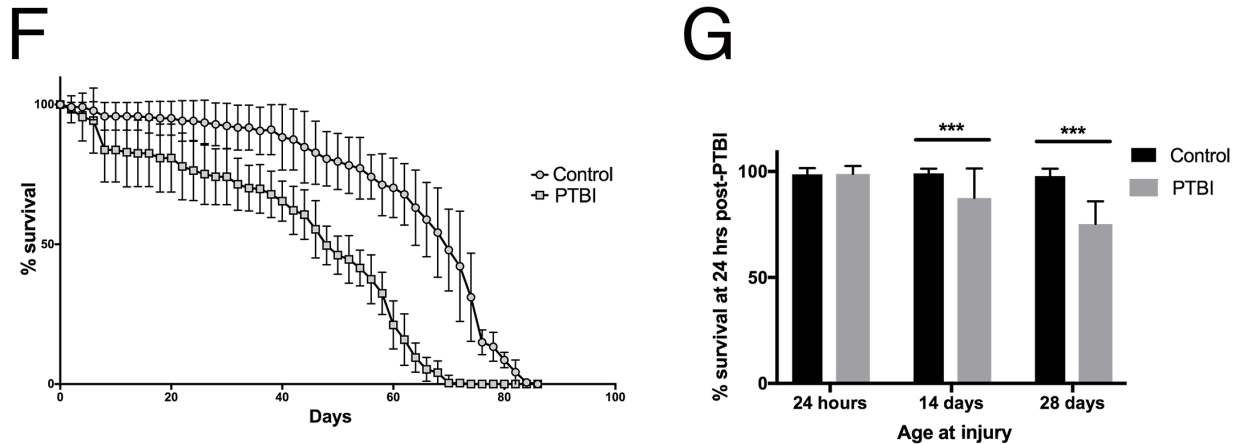 F
% survival
100
50
0
0 20 40 60 80 100
Days
Control
PTBI
G
% survival at 24 hrs post-PTBI
100
50
0
***
***
24 hours 14 days 28 days
Age at injury
Control
PTBI